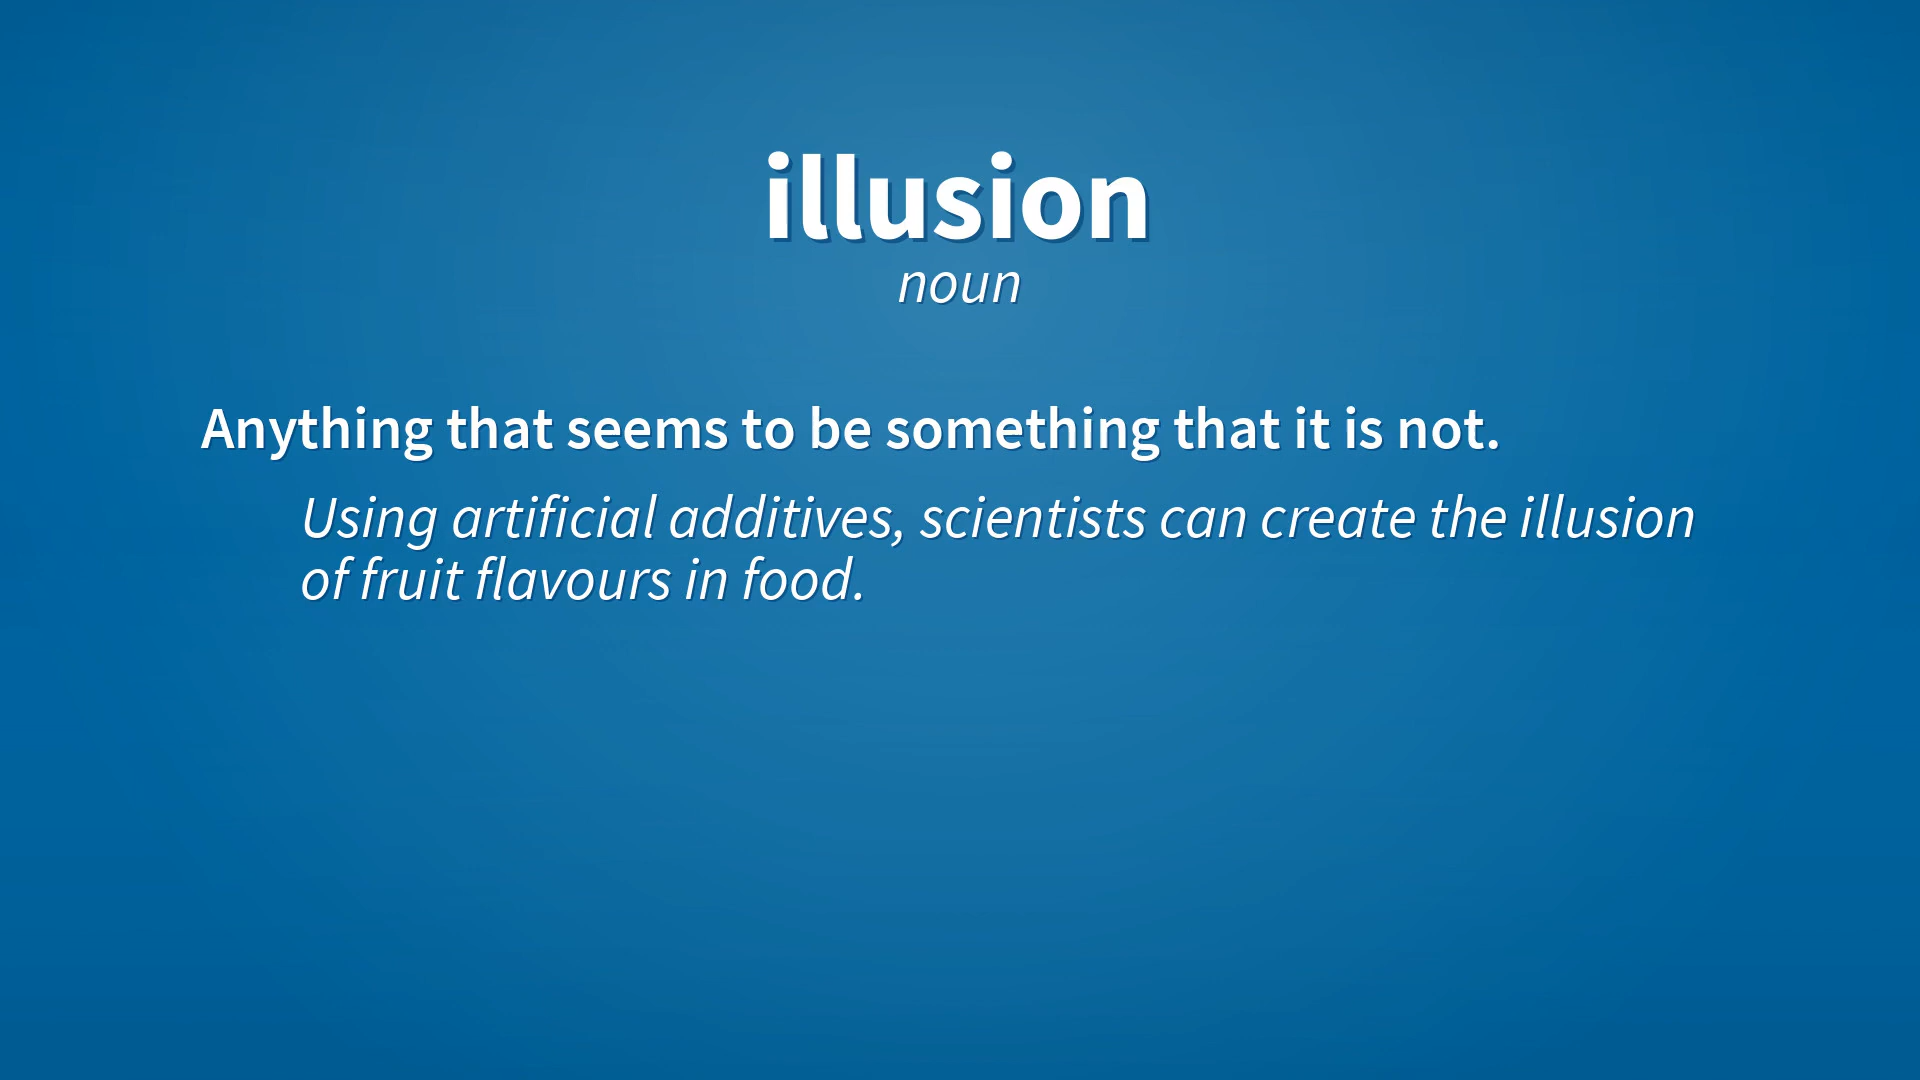 illusion
noun
Anything that seems to be something that it is not.
Using artificial additives, scientists can create the illusion
of fruit flavours in food.